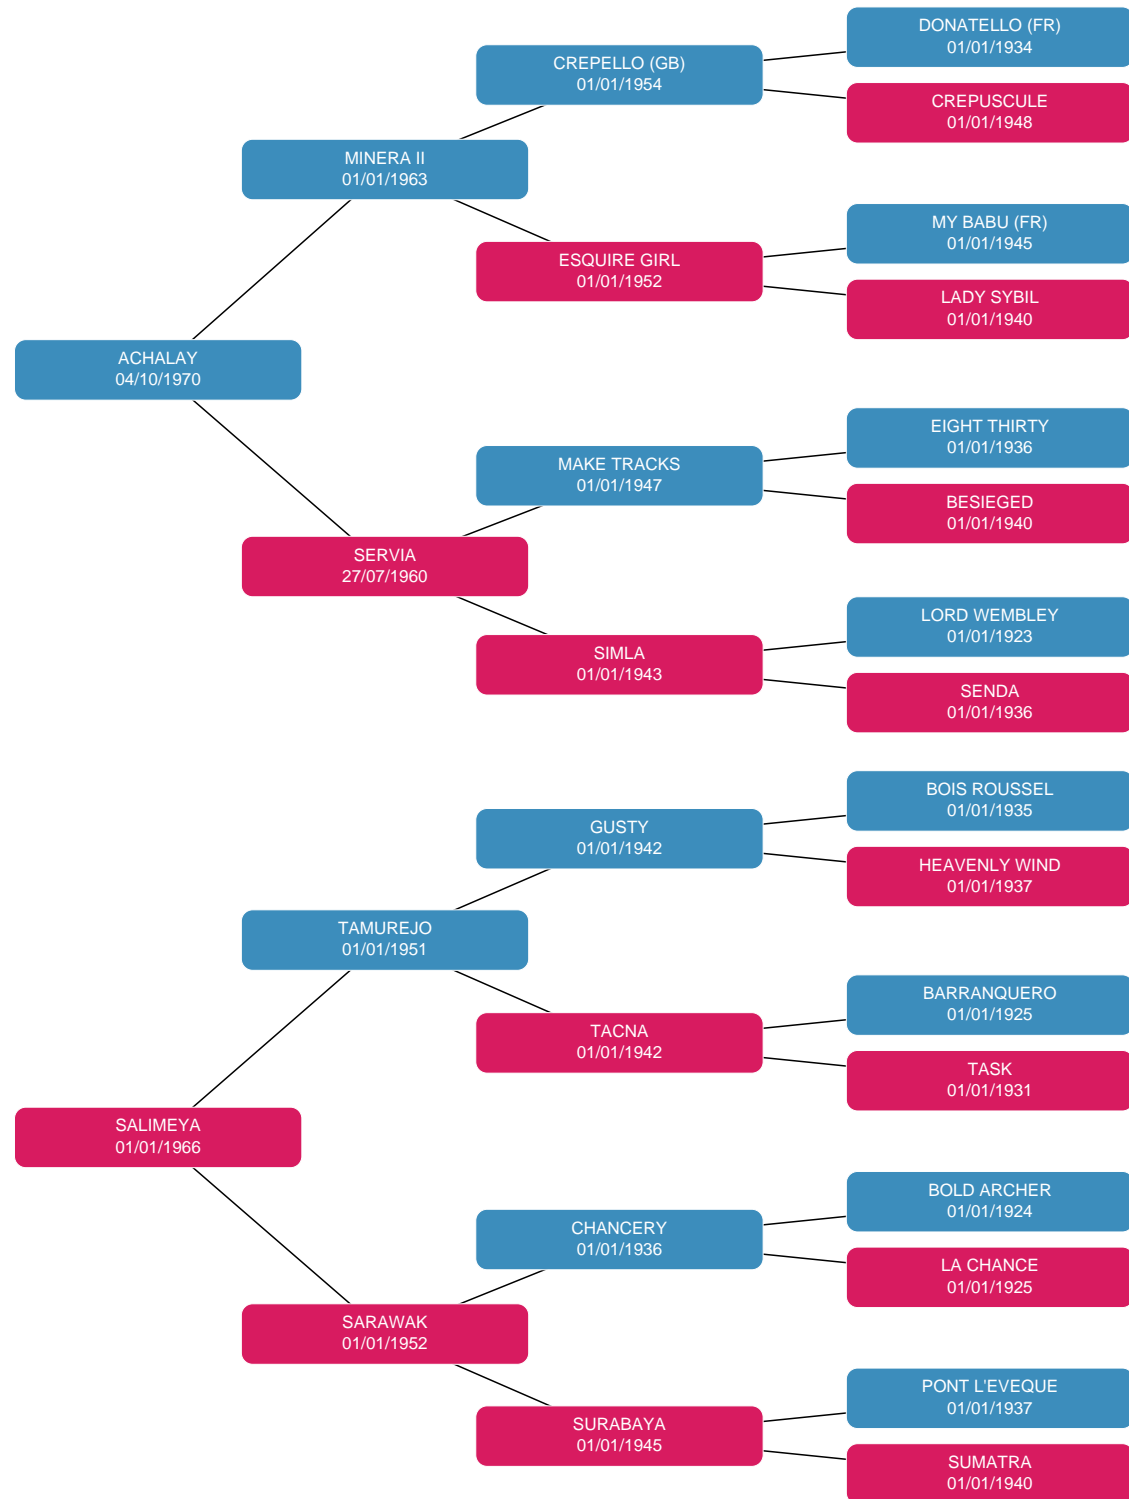 DONATELLO (FR)
01/01/1934
CREPELLO (GB)
01/01/1954
CREPUSCULE
01/01/1948
MINERA II
01/01/1963
MY BABU (FR)
01/01/1945
ESQUIRE GIRL
01/01/1952
LADY SYBIL
01/01/1940
ACHALAY
04/10/1970
EIGHT THIRTY
01/01/1936
MAKE TRACKS
01/01/1947
BESIEGED
01/01/1940
SERVIA
27/07/1960
LORD WEMBLEY
01/01/1923
SIMLA
01/01/1943
SENDA
01/01/1936
BOIS ROUSSEL
01/01/1935
GUSTY
01/01/1942
HEAVENLY WIND
01/01/1937
TAMUREJO
01/01/1951
BARRANQUERO
01/01/1925
TACNA
01/01/1942
TASK
01/01/1931
SALIMEYA
01/01/1966
BOLD ARCHER
01/01/1924
CHANCERY
01/01/1936
LA CHANCE
01/01/1925
SARAWAK
01/01/1952
PONT L'EVEQUE
01/01/1937
SURABAYA
01/01/1945
SUMATRA
01/01/1940